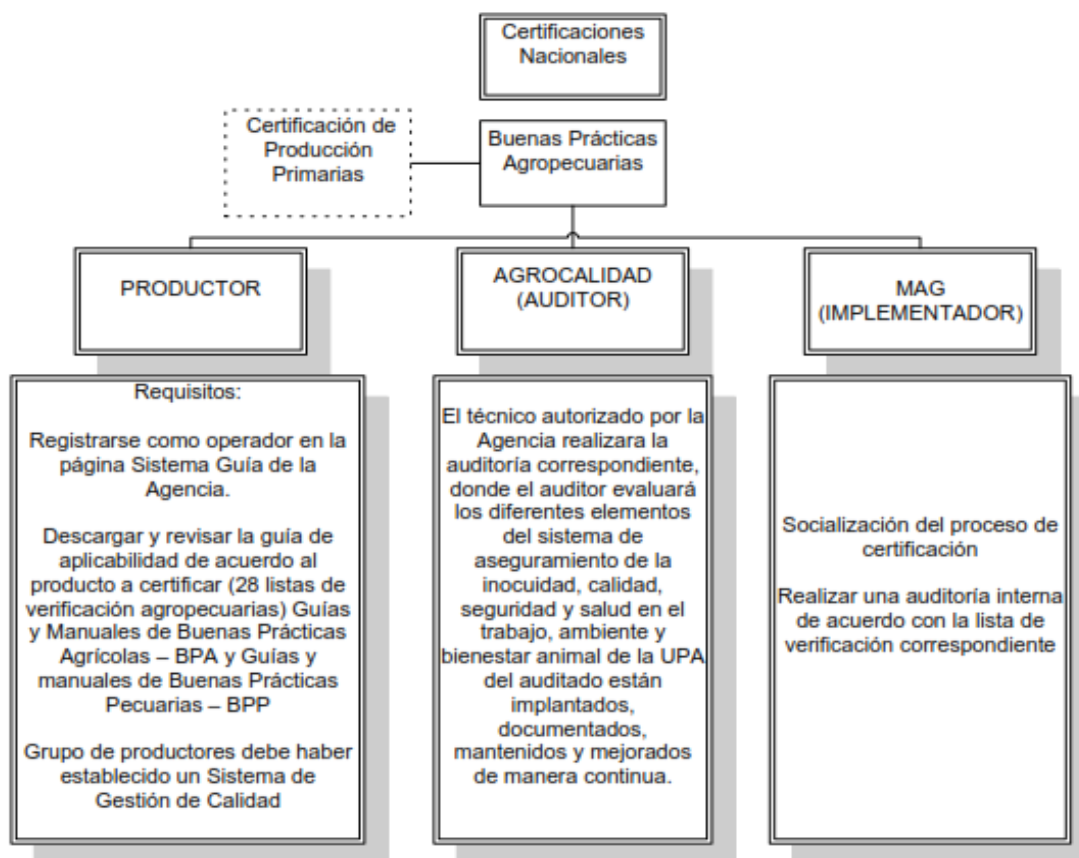 Certificaciones
Nacionales
Certificación de
Producción
Primarias
Buenas Prácticas
Agropecuarias
PRODUCTOR
AGROCALIDAD
(AUDITOR)
MAG
(IMPLEMENTADOR)
Requisitos:
Registrarse como operador en la
página Sistema Guía de la
Agencia.
Descargar y revisar la guía de
aplicabilidad de acuerdo al
producto a certificar (28 listas de
verificación agropecuarias) Guías
y Manuales de Buenas Prácticas
Agrícolas – BPA y Guías y
manuales de Buenas Prácticas
Pecuarias – BPP
Grupo de productores debe haber
establecido un Sistema de
Gestión de Calidad
El técnico autorizado por la
Agencia realizara la
auditoría correspondiente,
donde el auditor evaluará
los diferentes elementos
del sistema de
aseguramiento de la
inocuidad, calidad,
seguridad y salud en el
trabajo, ambiente y
bienestar animal de la UPA
del auditado están
implantados,
documentados,
mantenidos y mejorados
de manera continua.
Socialización del proceso de
certificación
Realizar una auditoría interna
de acuerdo con la lista de
verificación correspondiente